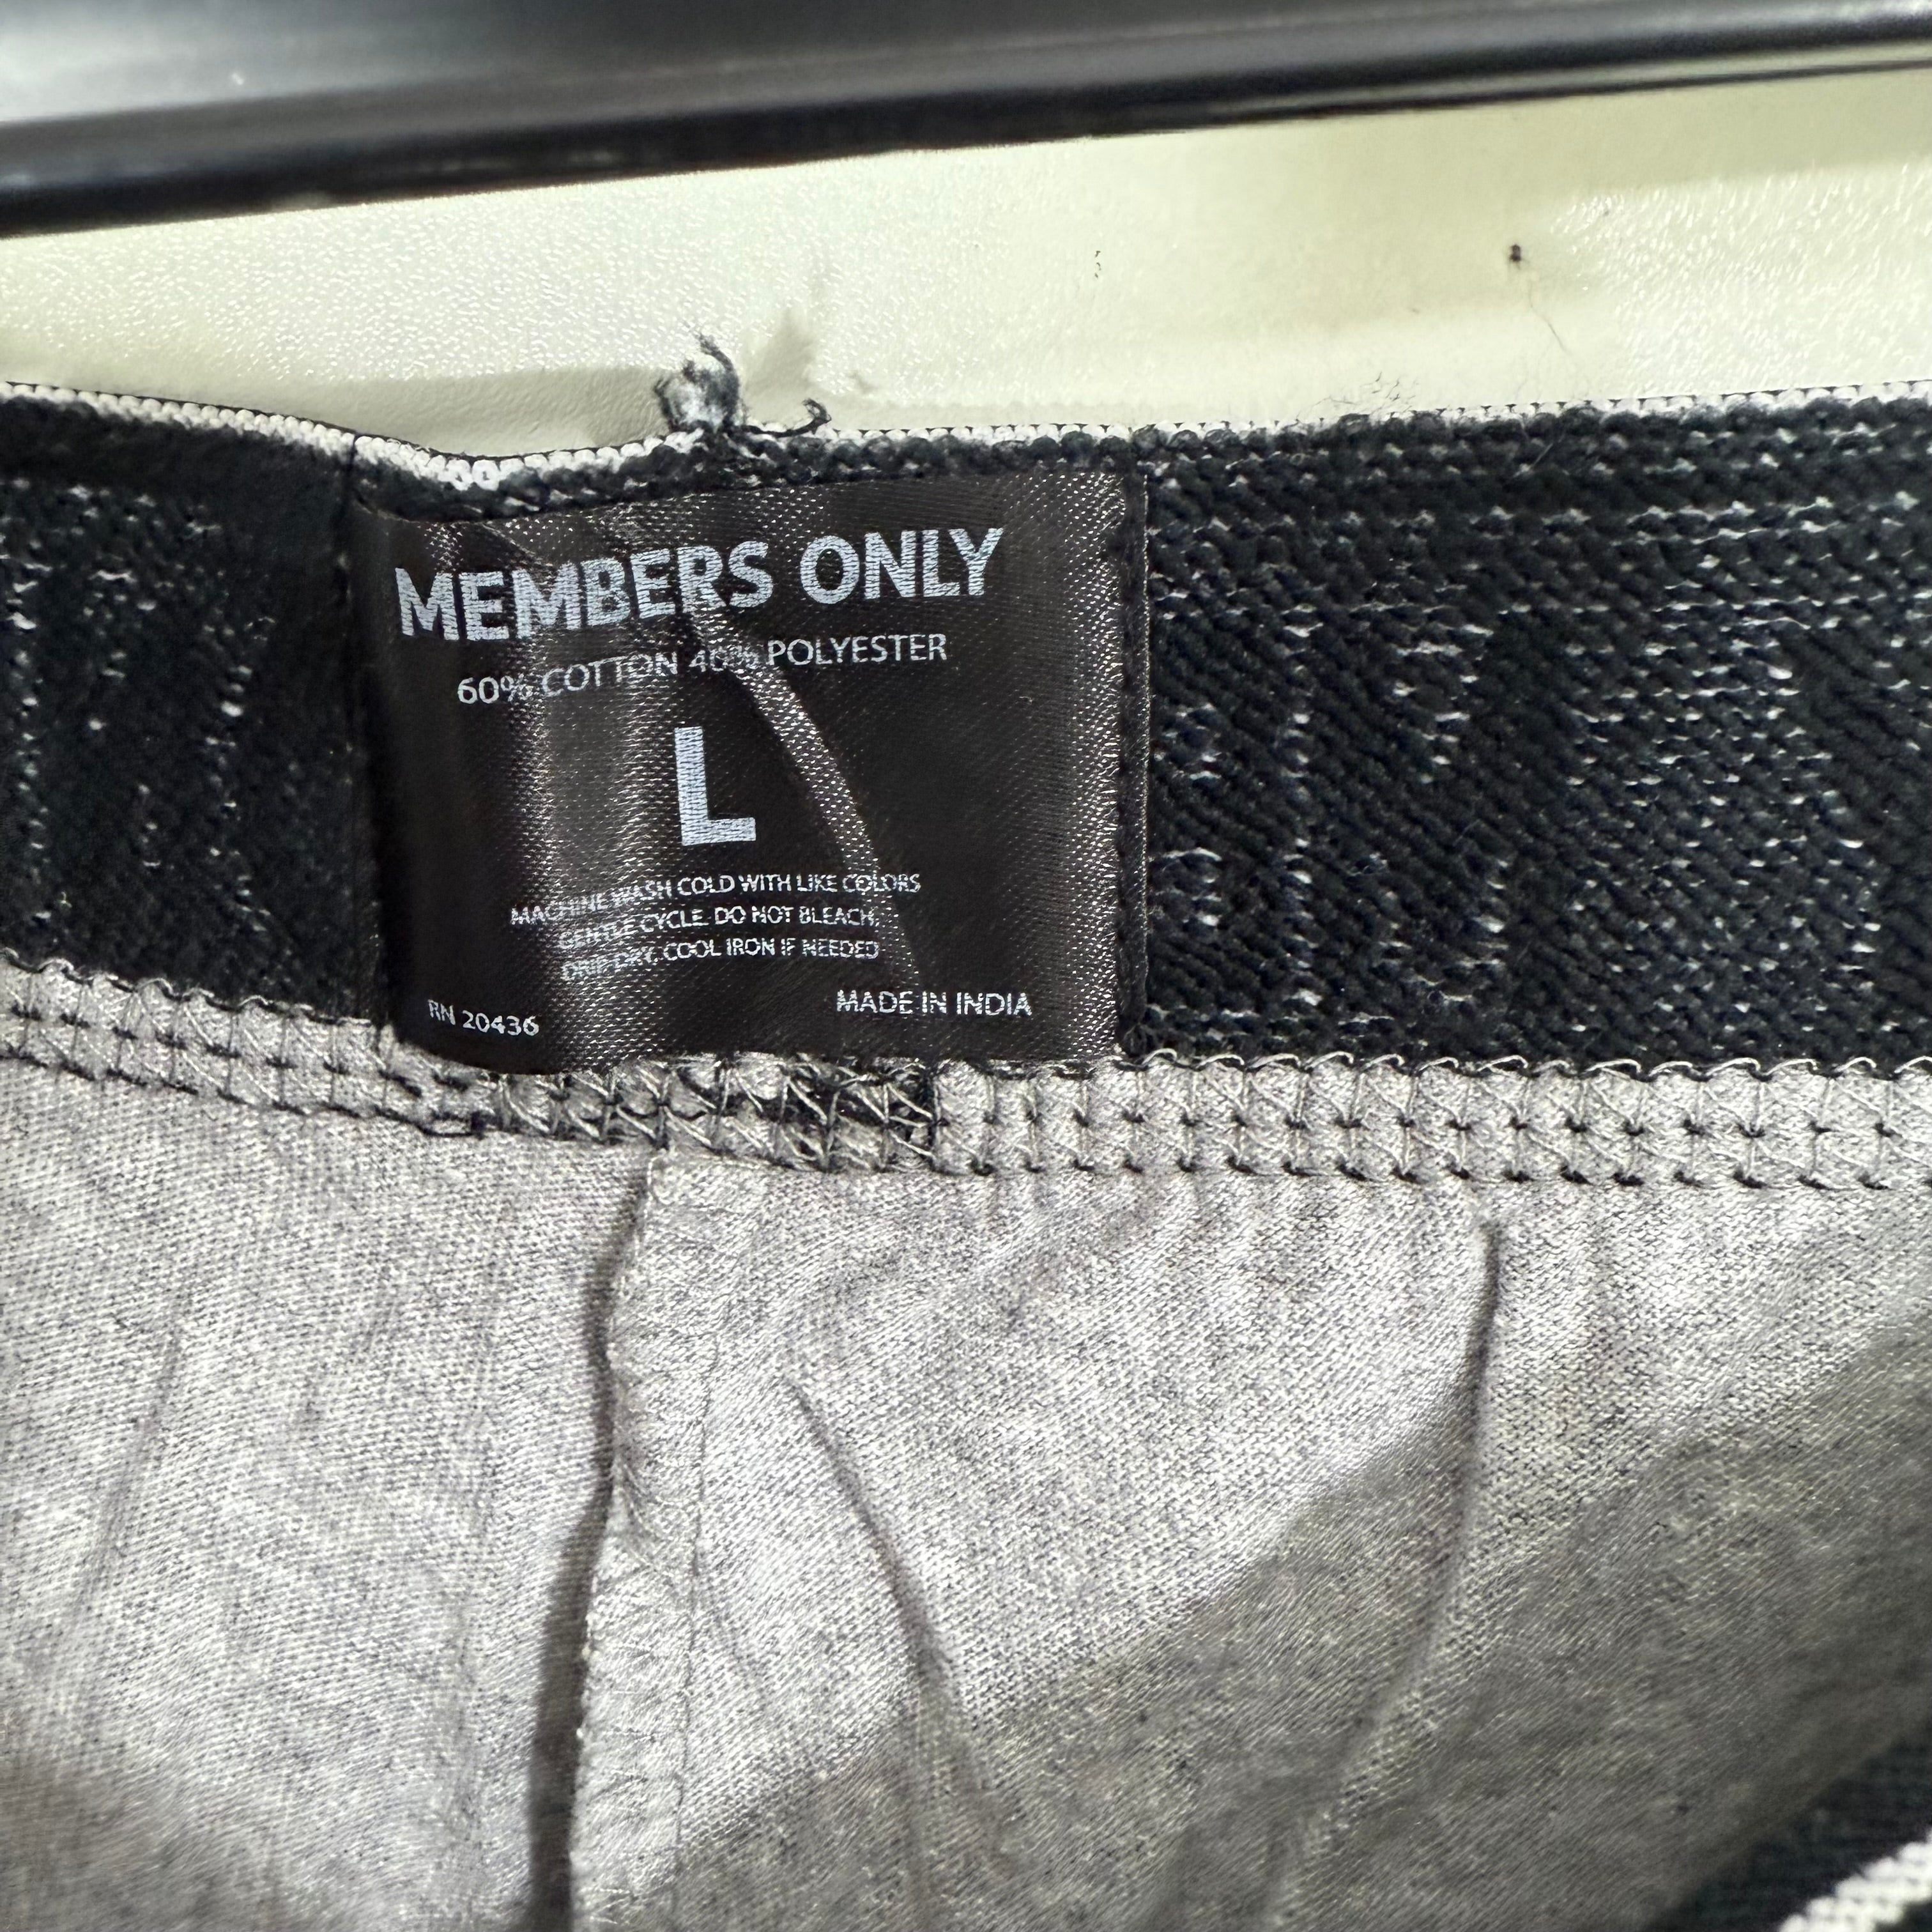 MEMBERS ONLY
60% COTTON 40% POLYESTER
L
MACHINE WASH COLD WITH LIKE COLORS
GENTLE CYCLE. DO NOT BLEACH,
DRIP DRY, COOL IRON IF NEEDED
RN 20436
MADE IN INDIA